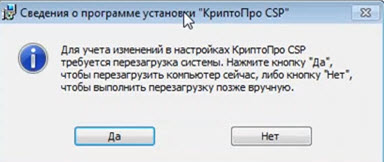 Сведения о программе установки "КриптоПро CSP"
Для учета изменений в настройках КриптоПро CSP
требуется перезагрузка системы. Нажмите кнопку "Да",
чтобы перезагрузить компьютер сейчас, либо кнопку "Нет",
чтобы выполнить перезагрузку позже вручную.
Да
Нет